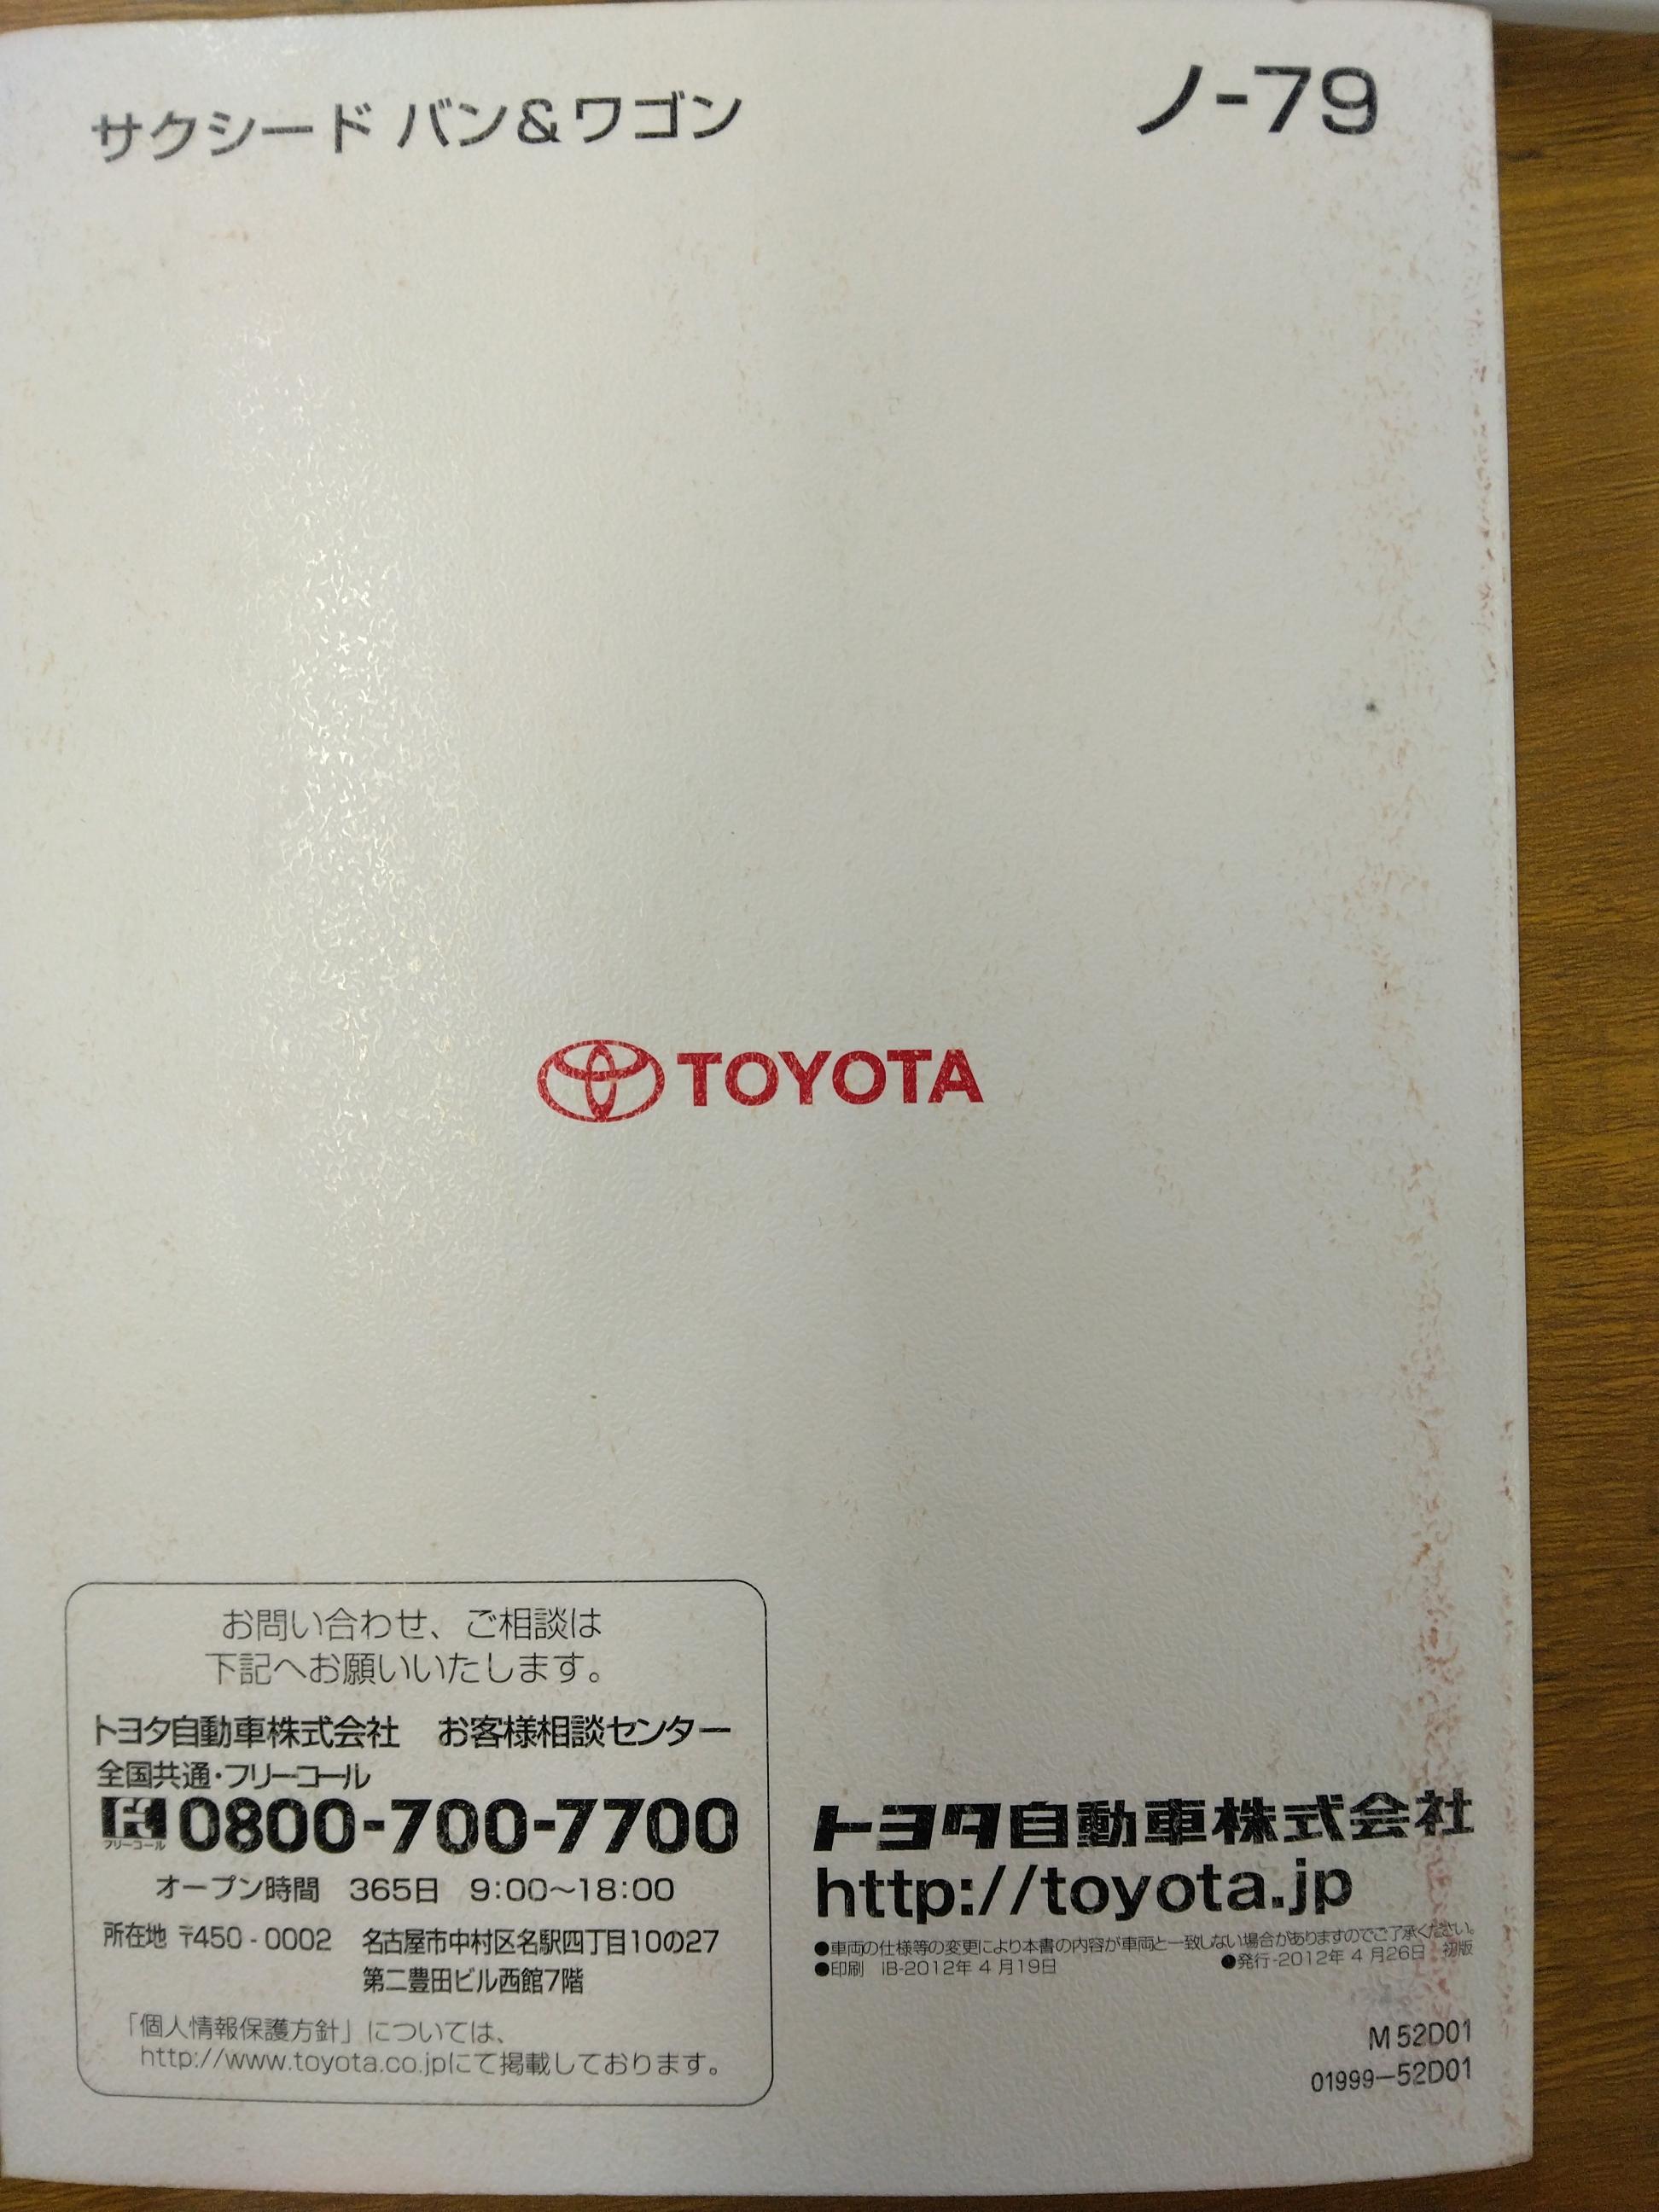 サクシード バン&ワゴン
ノ-79
TOYOTA
お問い合わせ、ご相談は
下記へお願いいたします。
トヨタ自動車株式会社　お客様相談センター
全国共通・フリーコール
フリーコール 0800-700-7700
オープン時間　365日　9:00～18:00
所在地 〒450-0002　名古屋市中村区名駅四丁目10の27
第二豊田ビル西館7階
「個人情報保護方針」については、
http://www.toyota.co.jpにて掲載しております。
トヨタ自動車株式会社
http://toyota.jp
●車両の仕様等の変更により本書の内容が車両と一致しない場合がありますのでご了承ください。
●印刷　iB-2012年 4 月19日　●発行-2012年 4 月26日　初版
M 52D01
01999—52D01